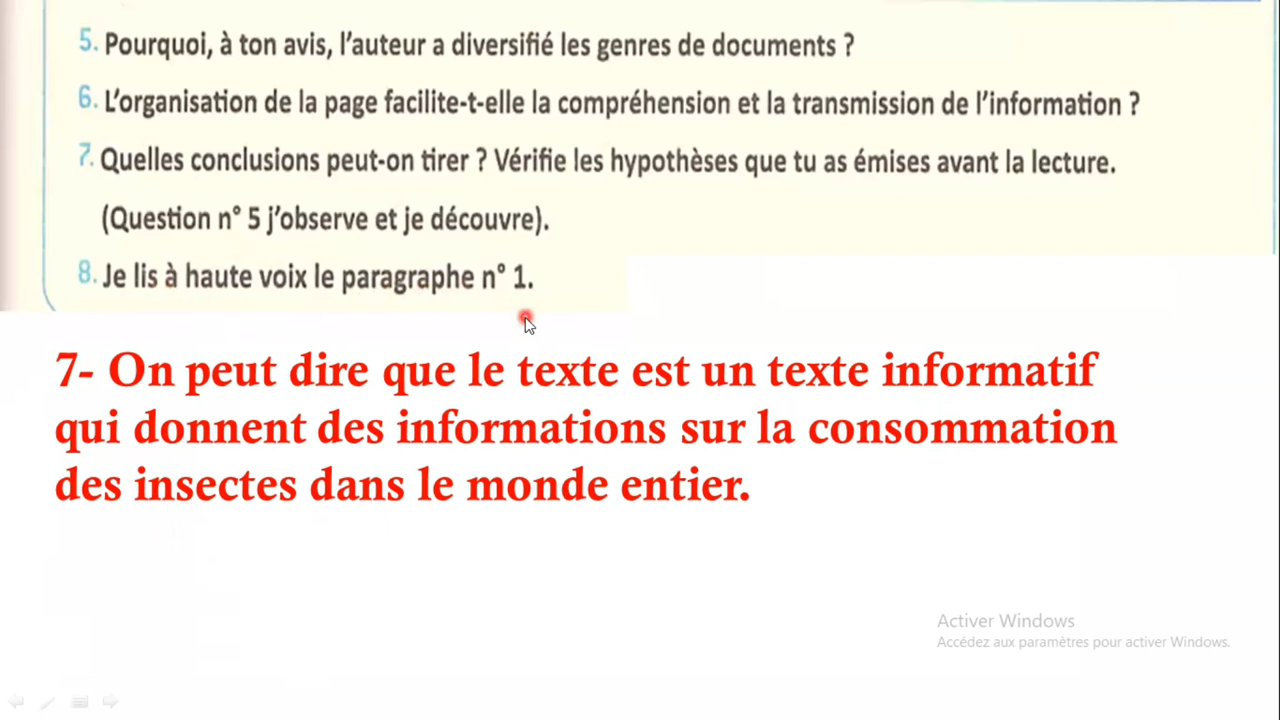 5. Pourquoi, à ton avis, l'auteur a diversifié les genres de documents ?
6. L'organisation de la page facilite-t-elle la compréhension et la transmission de l'information ?
7. Quelles conclusions peut-on tirer ? Vérifie les hypothèses que tu as émises avant la lecture.
(Question n° 5 j'observe et je découvre).
8. Je lis à haute voix le paragraphe n° 1.
7- On peut dire que le texte est un texte informatif
qui donnent des informations sur la consommation
des insectes dans le monde entier.
Activer Windows
Accédez aux paramètres pour activer Windows.